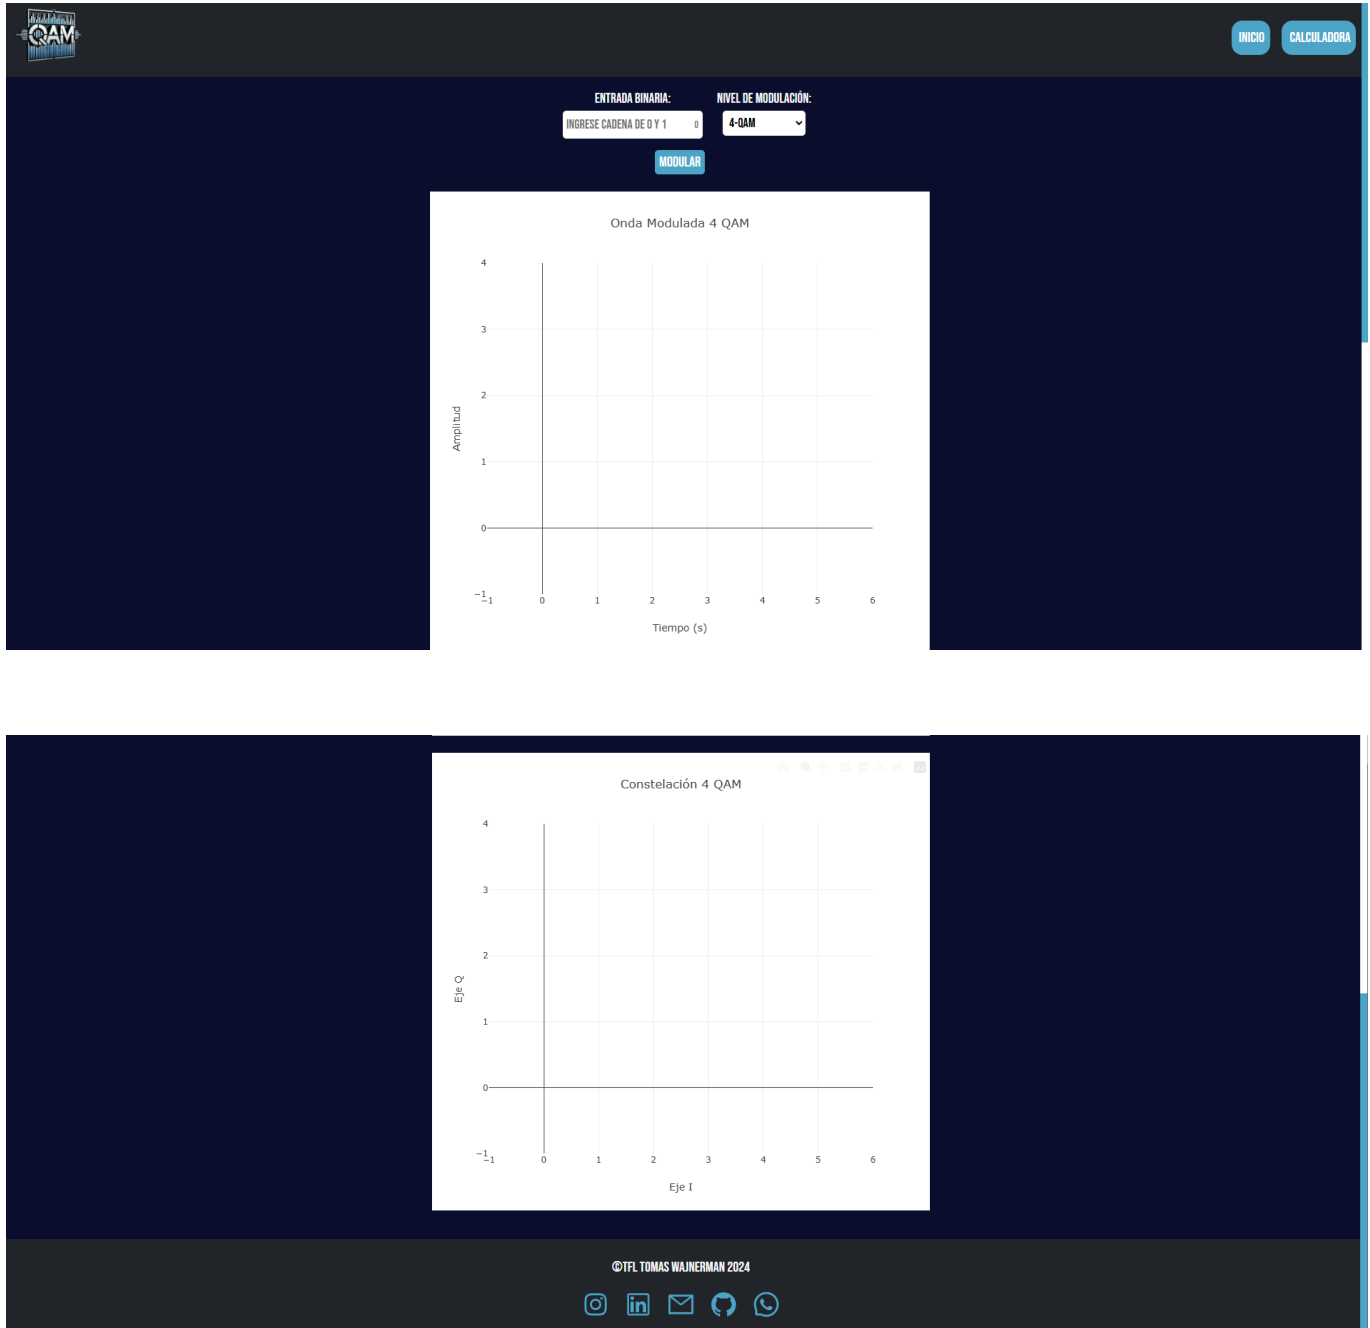 QAM
INICIO
CALCULADORA
ENTRADA BINARIA:
NIVEL DE MODULACIÓN:
INGRESE CADENA DE 0 Y 1
0
4-QAM
MODULAR
Onda Modulada 4 QAM
4
3
2
1
0
−1
Amplitud
−1
0
1
2
3
4
5
6
Tiempo (s)
Constelación 4 QAM
4
3
2
1
0
−1
Eje Q
−1
0
1
2
3
4
5
6
Eje I
©TFL TOMAS WAJNERMAN 2024
in